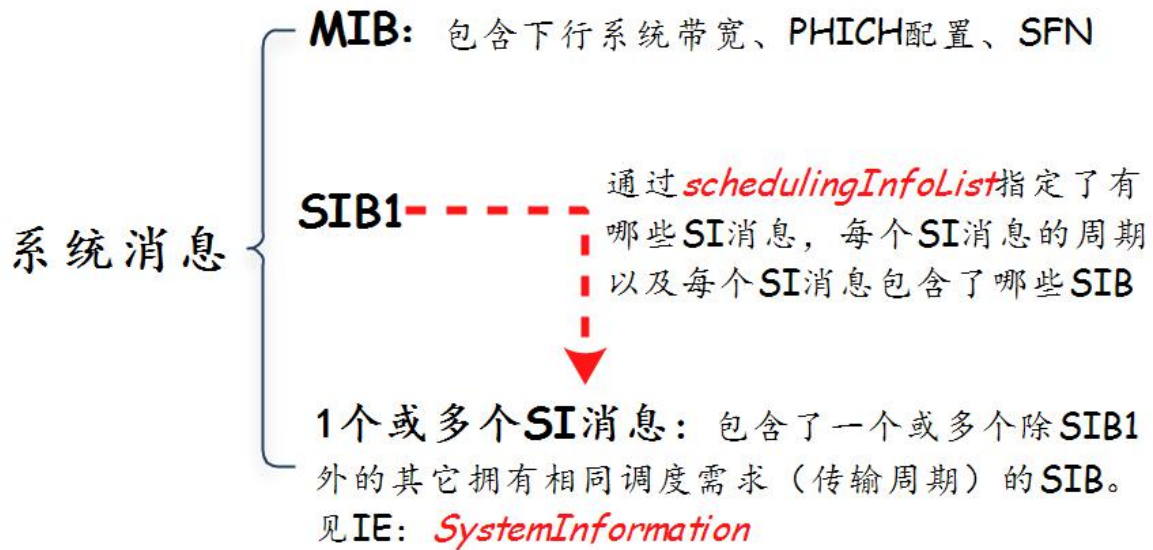 MIB：包含下行系统带宽、PHICH配置、SFN
通过schedulingInfoList指定了有
SIB1
哪些SI消息，每个SI消息的周期
系统消息
以及每个SI消息包含了哪些SIB
1个或多个SI消息：包含了一个或多个除SIB1
外的其它拥有相同调度需求（传输周期）的SIB。
见IE：SystemInformation